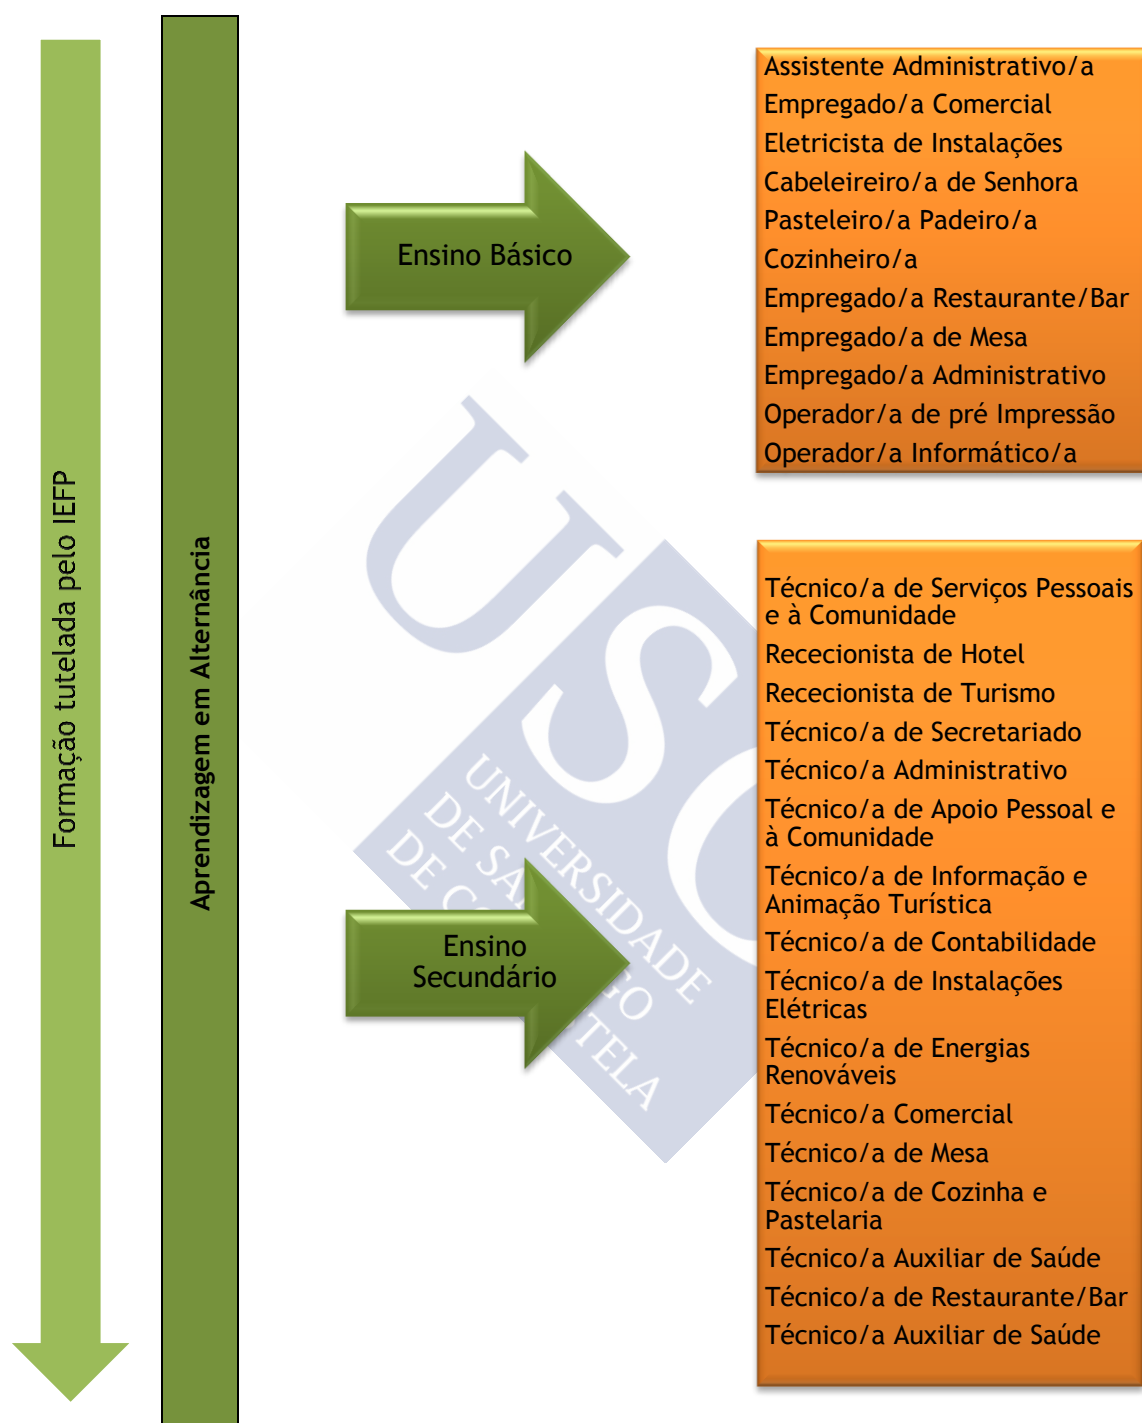 Formação tutelada pelo IEFP
Aprendizagem em Alternância
Ensino Básico
Assistente Administrativo/a
Empregado/a Comercial
Eletricista de Instalações
Cabeleireiro/a de Senhora
Pasteleiro/a Padeiro/a
Cozinheiro/a
Empregado/a Restaurante/Bar
Empregado/a de Mesa
Empregado/a Administrativo
Operador/a de pré Impressão
Operador/a Informático/a
Ensino
Secundário
Técnico/a de Serviços Pessoais
e à Comunidade
Rececionista de Hotel
Rececionista de Turismo
Técnico/a de Secretariado
Técnico/a Administrativo
Técnico/a de Apoio Pessoal e
à Comunidade
Técnico/a de Informação e
Animação Turística
Técnico/a de Contabilidade
Técnico/a de Instalações
Elétricas
Técnico/a de Energias
Renováveis
Técnico/a Comercial
Técnico/a de Mesa
Técnico/a de Cozinha e
Pastelaria
Técnico/a Auxiliar de Saúde
Técnico/a de Restaurante/Bar
Técnico/a Auxiliar de Saúde
USC
UNIVERSIDADE
DE
DE